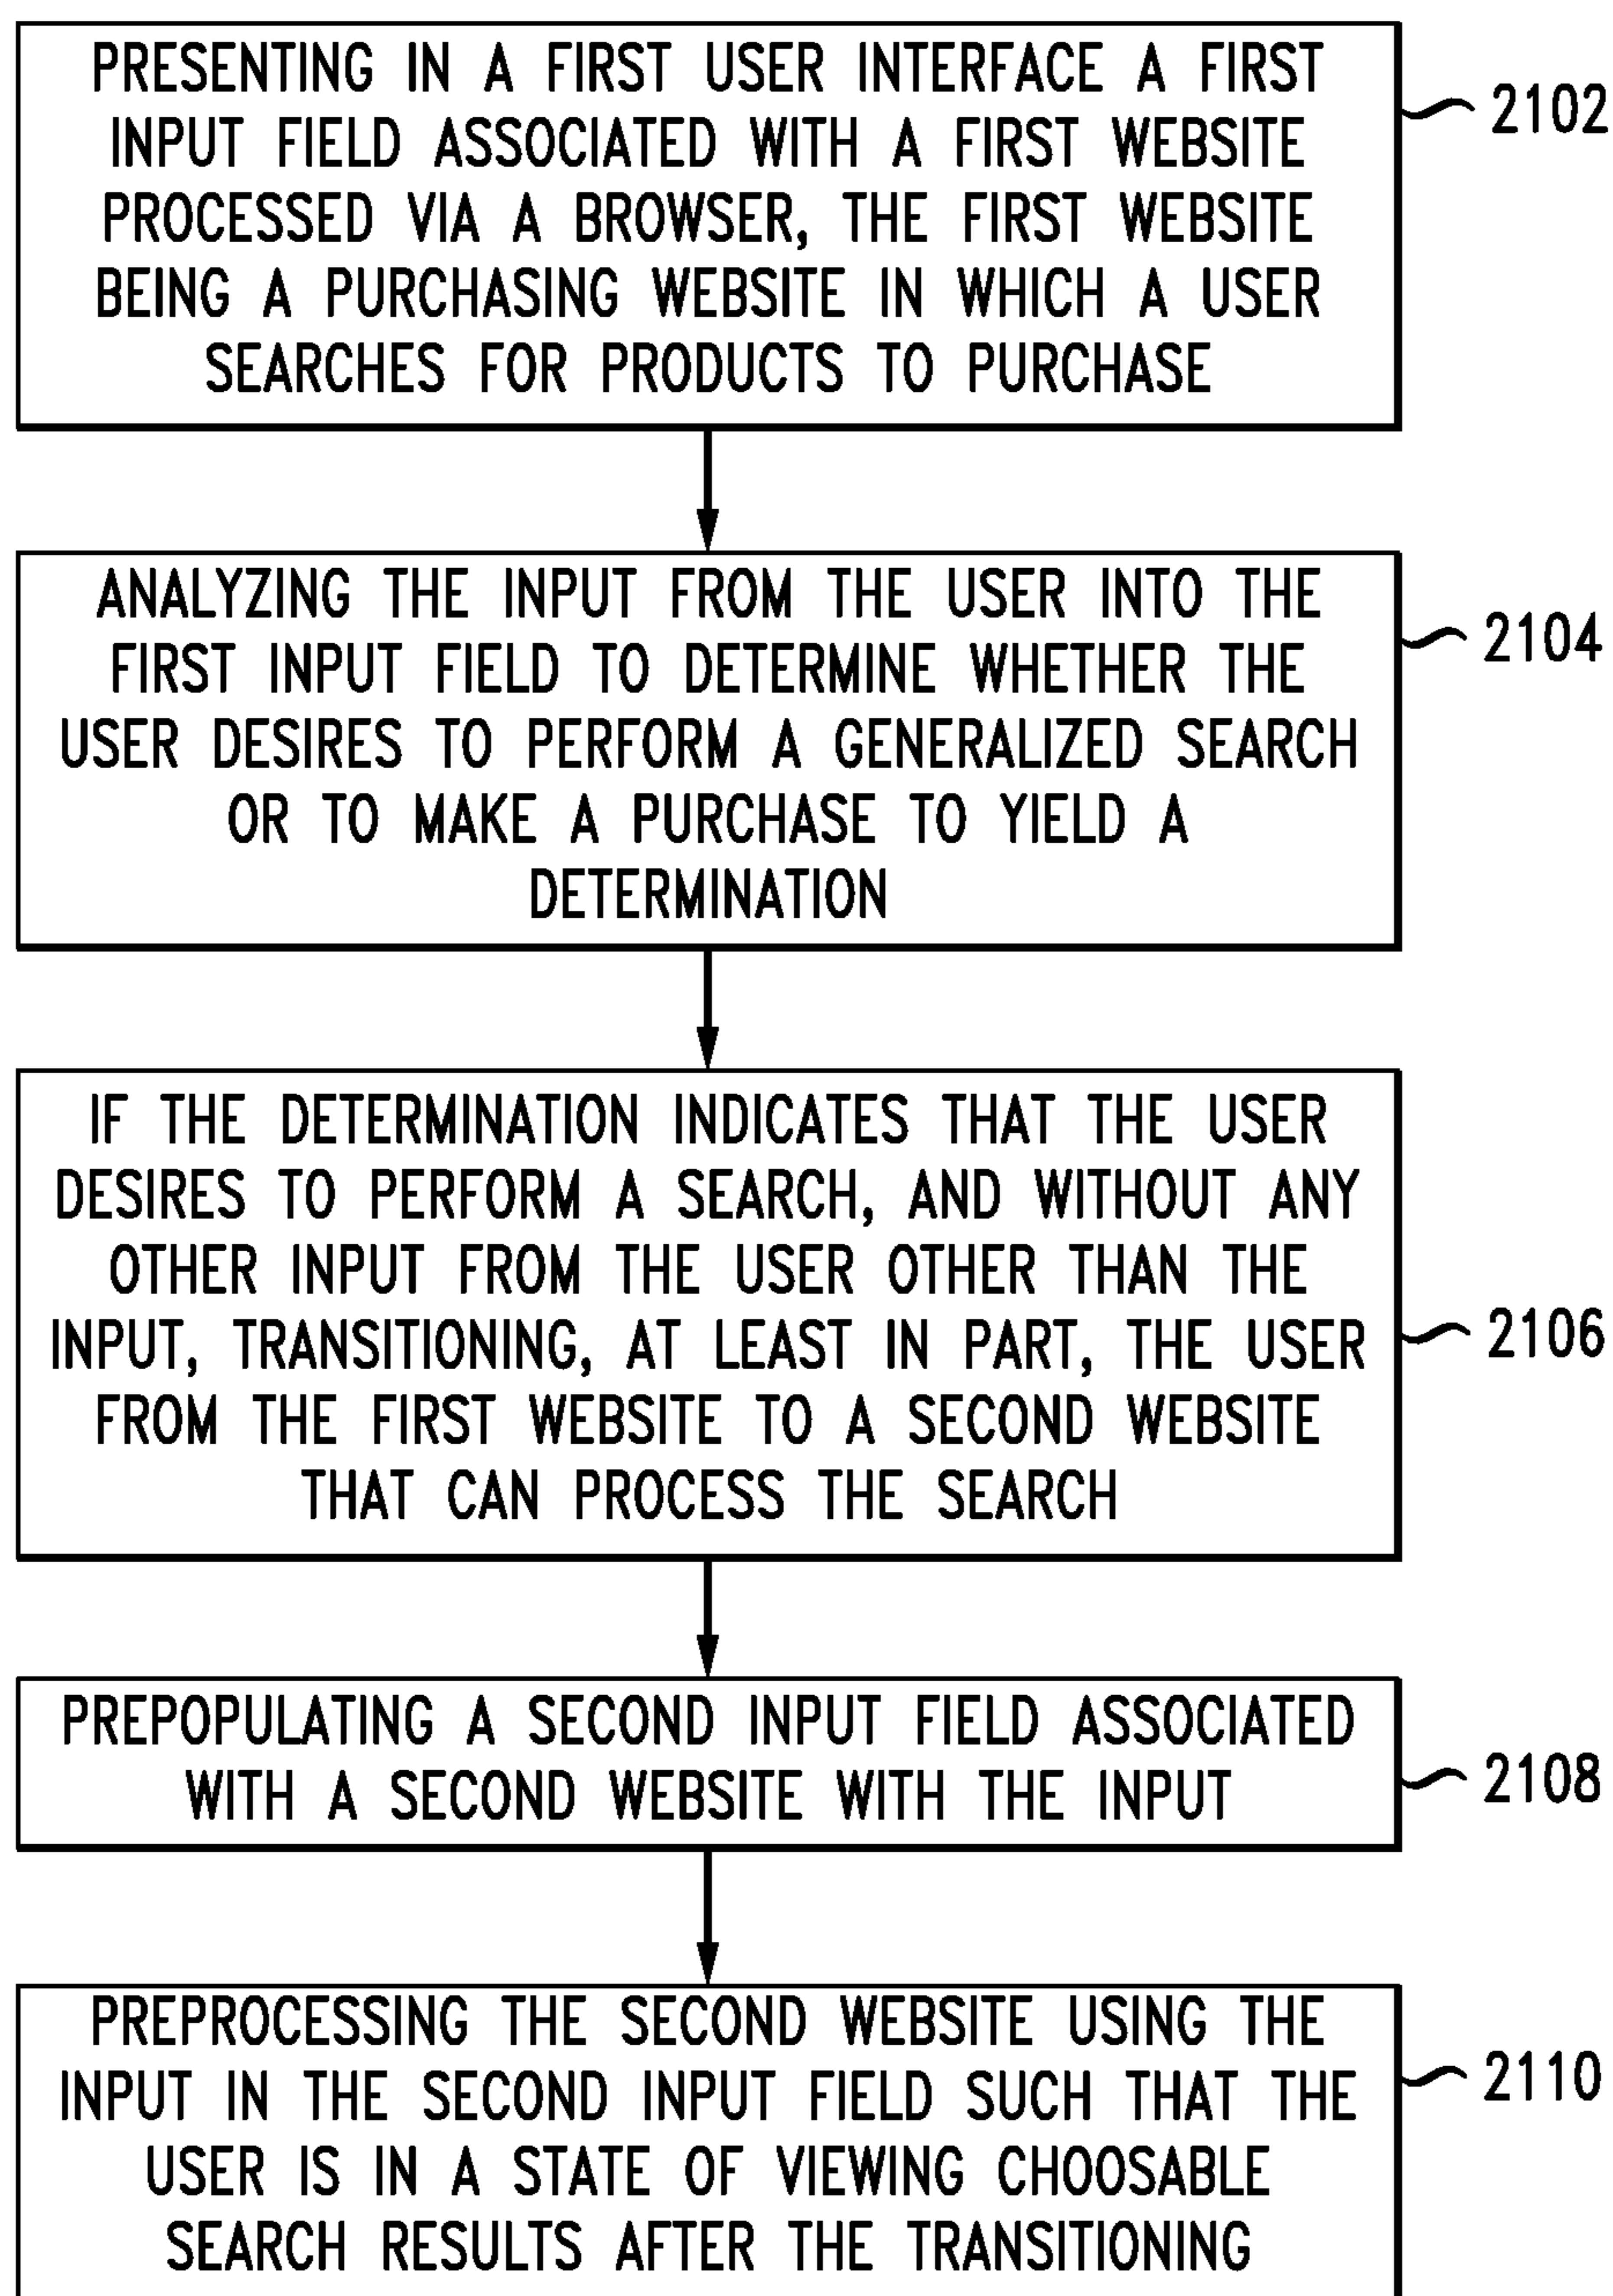 PRESENTING IN A FIRST USER INTERFACE A FIRST
INPUT FIELD ASSOCIATED WITH A FIRST WEBSITE
PROCESSED VIA A BROWSER, THE FIRST WEBSITE
BEING A PURCHASING WEBSITE IN WHICH A USER
SEARCHES FOR PRODUCTS TO PURCHASE
2102
ANALYZING THE INPUT FROM THE USER INTO THE
FIRST INPUT FIELD TO DETERMINE WHETHER THE
USER DESIRES TO PERFORM A GENERALIZED SEARCH
OR TO MAKE A PURCHASE TO YIELD A
DETERMINATION
2104
IF THE DETERMINATION INDICATES THAT THE USER
DESIRES TO PERFORM A SEARCH, AND WITHOUT ANY
OTHER INPUT FROM THE USER OTHER THAN THE
INPUT, TRANSITIONING, AT LEAST IN PART, THE USER
FROM THE FIRST WEBSITE TO A SECOND WEBSITE
THAT CAN PROCESS THE SEARCH
2106
PREPOPULATING A SECOND INPUT FIELD ASSOCIATED
WITH A SECOND WEBSITE WITH THE INPUT
2108
PREPROCESSING THE SECOND WEBSITE USING THE
INPUT IN THE SECOND INPUT FIELD SUCH THAT THE
USER IS IN A STATE OF VIEWING CHOOSABLE
SEARCH RESULTS AFTER THE TRANSITIONING
2110